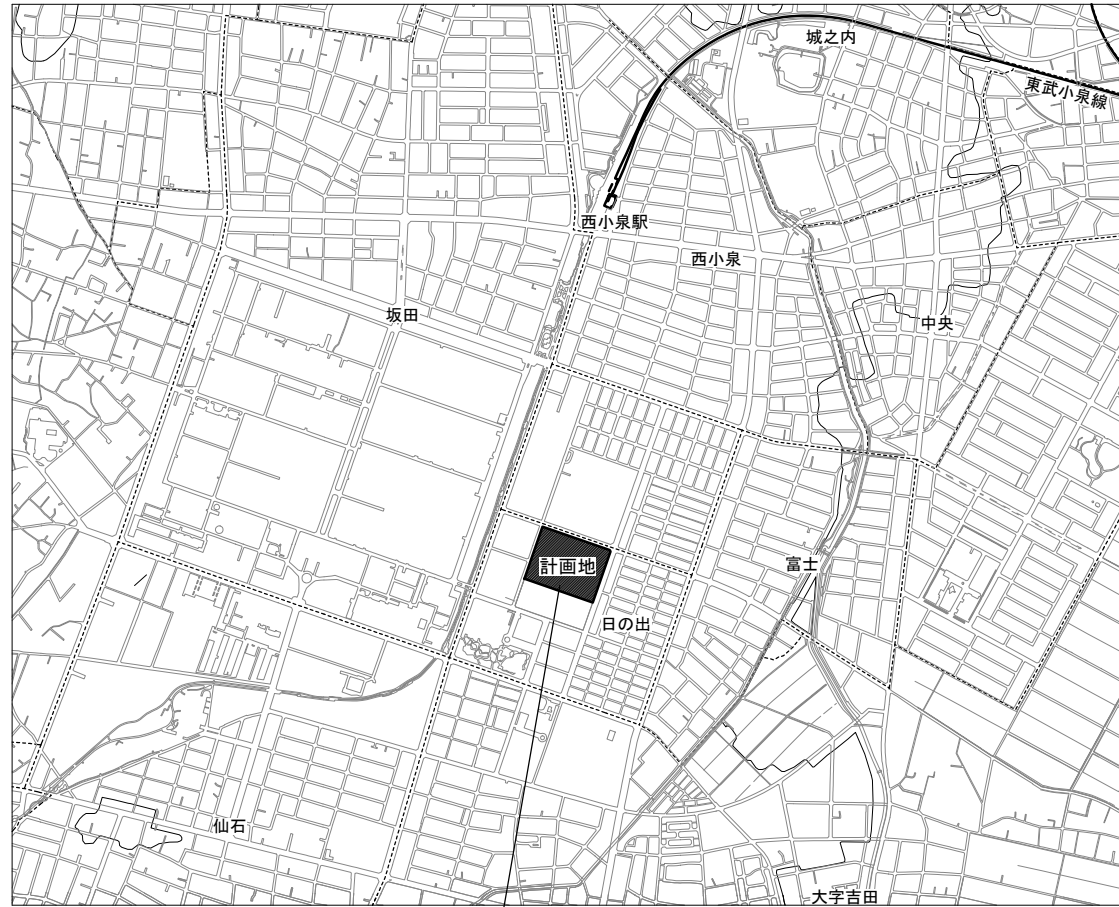 城之内
東武小泉線
西小泉駅
西小泉
坂田
中央
計画地
富士
日の出
仙石
大字吉田